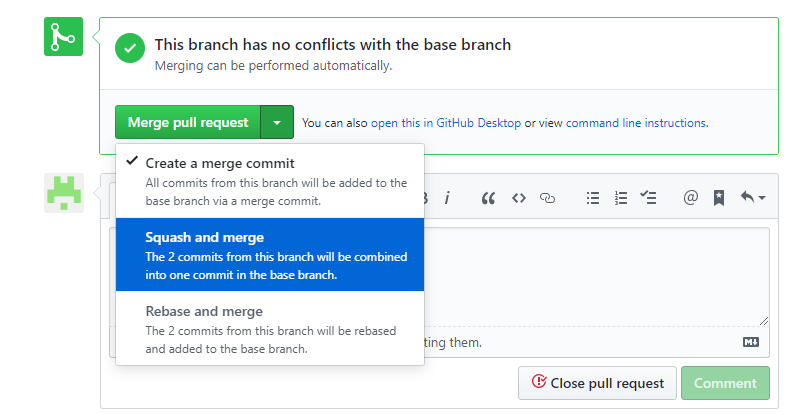 This branch has no conflicts with the base branch
Merging can be performed automatically.
Merge pull request
You can also open this in GitHub Desktop or view command line instructions.
Create a merge commit
All commits from this branch will be added to the
base branch via a merge commit.
Squash and merge
The 2 commits from this branch will be combined
into one commit in the base branch.
Rebase and merge
The 2 commits from this branch will be rebased
and added to the base branch.
ting them.
Close pull request
Comment